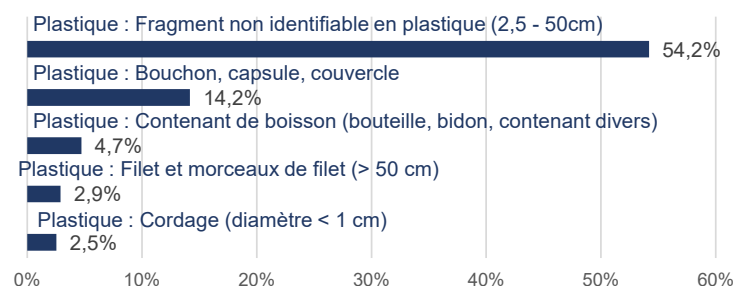 Plastique : Fragment non identifiable en plastique (2,5 - 50cm)
54,2%
Plastique : Bouchon, capsule, couvercle
14,2%
Plastique : Contenant de boisson (bouteille, bidon, contenant divers)
4,7%
Plastique : Filet et morceaux de filet (> 50 cm)
2,9%
Plastique : Cordage (diamètre < 1 cm)
2,5%
0% 10% 20% 30% 40% 50% 60%